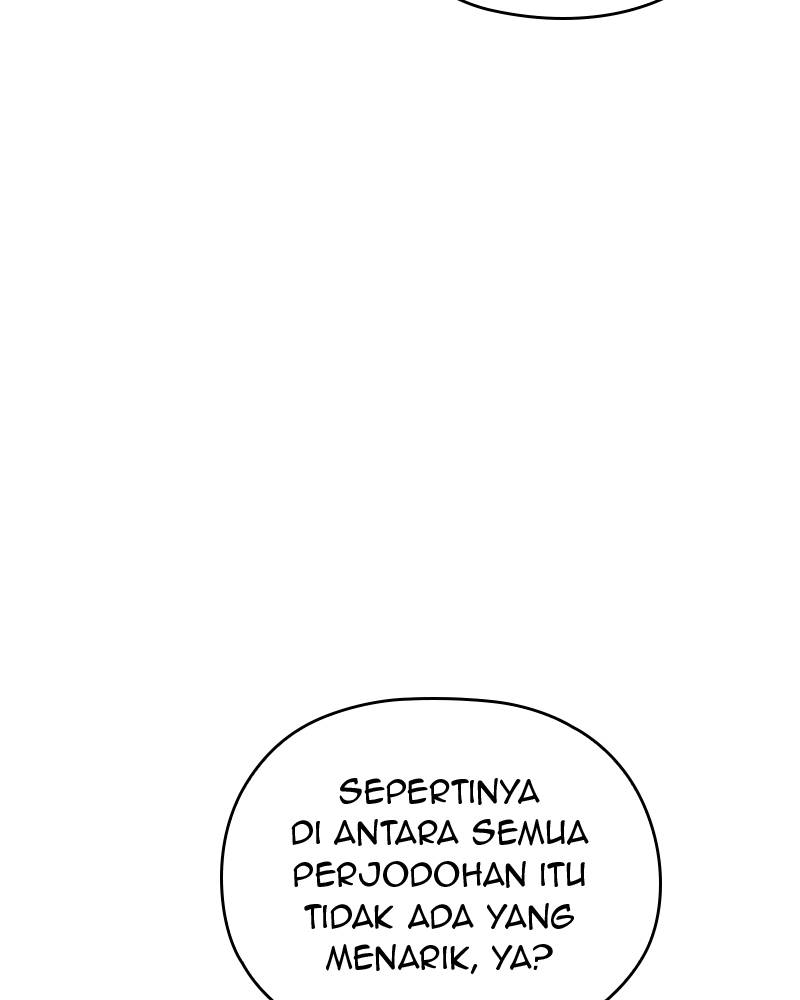 SEPERTINYA
DI ANTARA SEMUA
PERJODOHAN ITU
TIDAK ADA YANG
MENARIK, YA?